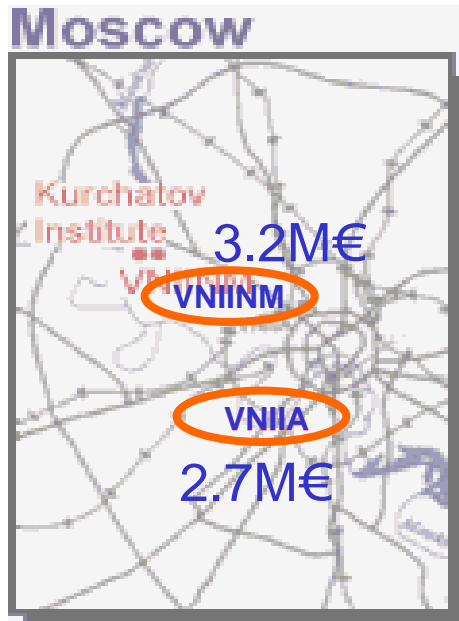 Moscow
Kurchatov
Institute
3.2M€
VNIINM
VNIIA
2.7M€